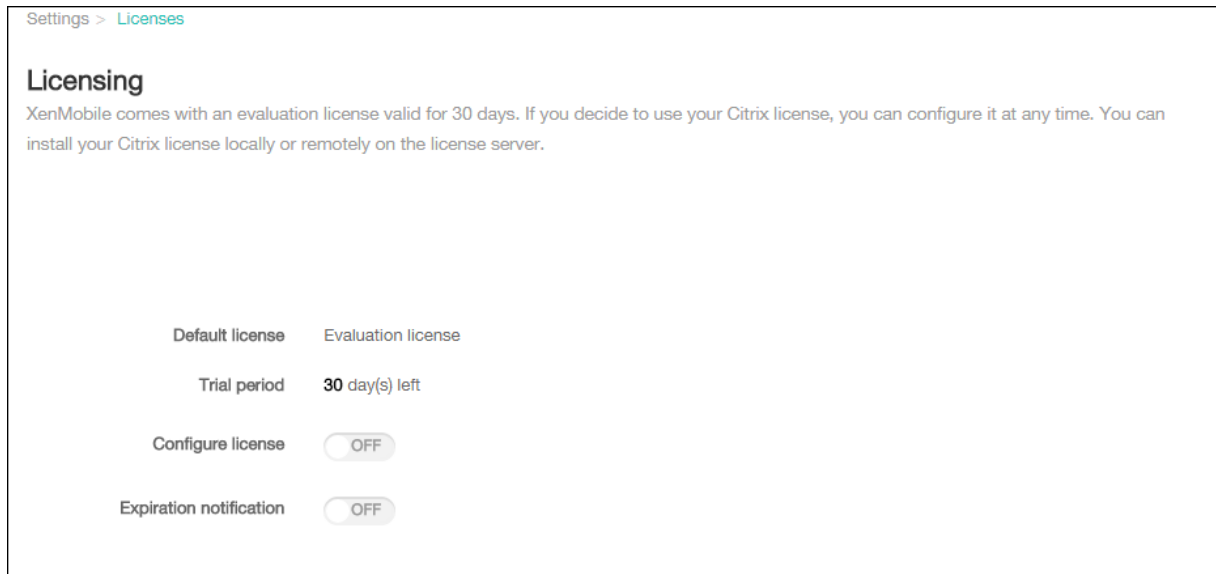 Settings > Licenses
Licensing
XenMobile comes with an evaluation license valid for 30 days. If you decide to use your Citrix license, you can configure it at any time. You can
install your Citrix license locally or remotely on the license server.
Default license Evaluation license
Trial period 30 day(s) left
Configure license OFF
Expiration notification OFF